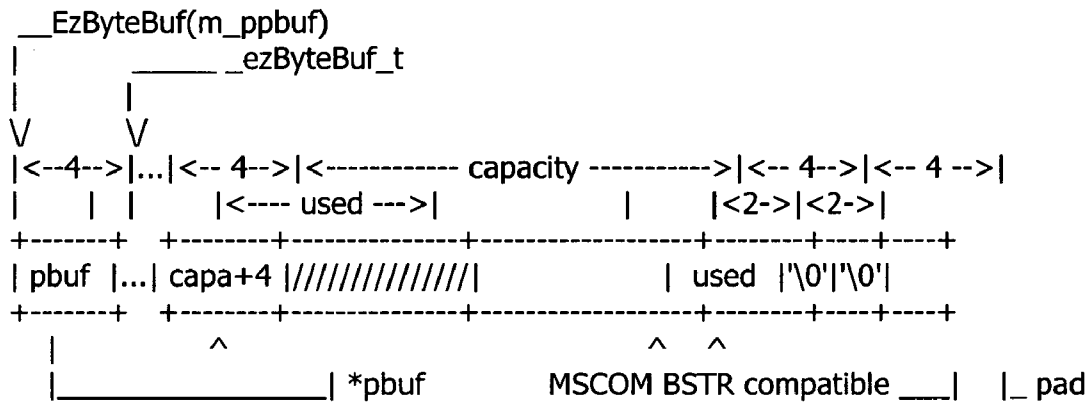 __EzByteBuf(m_ppbuf)
|          _____ _ezByteBuf_t
|          |
\/         \/
|<--4-->|...|<-- 4-->|<------------ capacity ----------->|<-- 4-->|<-- 4 -->|
|      | |      |<---- used --->|                |       |<2->|<2->|
+-------+   +--------+---------------+--------------------+---------+----+----+
| pbuf |...| capa+4 |///////////////|                | used |'\0'|'\0'|
+-------+   +--------+---------------+--------------------+---------+----+----+
|              ^                                   ^    ^
|_________________| *pbuf          MSCOM BSTR compatible ___|    |_ pad